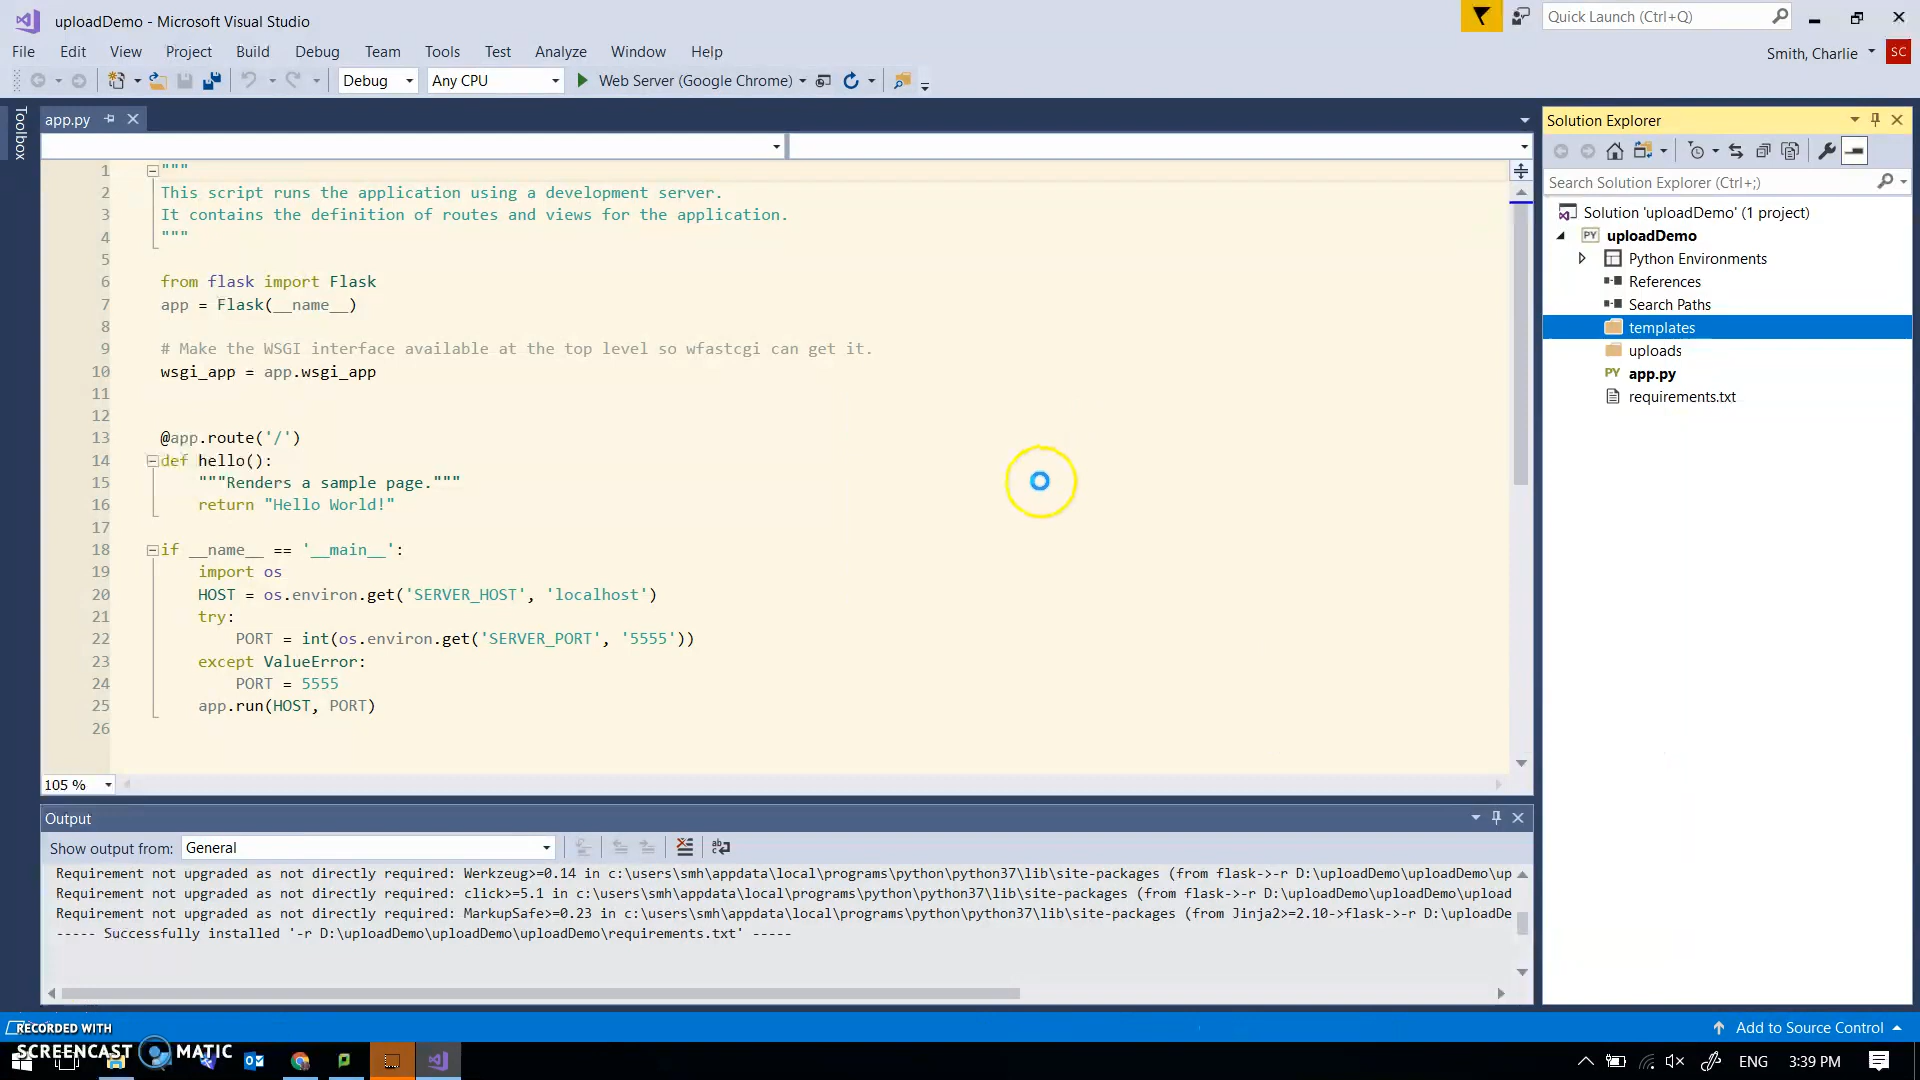 uploadDemo - Microsoft Visual Studio
Quick Launch (Ctrl+Q)
File Edit View Project Build Debug Team Tools Test Analyze Window Help
Smith, Charlie SC
Debug Any CPU Web Server (Google Chrome)
Toolbox
app.py
1 """
2 This script runs the application using a development server.
3 It contains the definition of routes and views for the application.
4 """
5
6 from flask import Flask
7 app = Flask(__name__)
8
9 # Make the WSGI interface available at the top level so wfastcgi can get it.
10 wsgi_app = app.wsgi_app
11
12
13 @app.route('/')
14 def hello():
15 """Renders a sample page."""
16 return "Hello World!"
17
18 if __name__ == '__main__':
19 import os
20 HOST = os.environ.get('SERVER_HOST', 'localhost')
21 try:
22 PORT = int(os.environ.get('SERVER_PORT', '5555'))
23 except ValueError:
24 PORT = 5555
25 app.run(HOST, PORT)
26
105 %
Solution Explorer
Search Solution Explorer (Ctrl+;)
Solution 'uploadDemo' (1 project)
PY uploadDemo
Python Environments
References
Search Paths
templates
uploads
PY app.py
requirements.txt
Output
Show output from: General
Requirement not upgraded as not directly required: Werkzeug>=0.14 in c:\users\smh\appdata\local\programs\python\python37\lib\site-packages (from flask->-r D:\uploadDemo\uploadDemo\up
Requirement not upgraded as not directly required: click>=5.1 in c:\users\smh\appdata\local\programs\python\python37\lib\site-packages (from flask->-r D:\uploadDemo\uploadDemo\upload
Requirement not upgraded as not directly required: MarkupSafe>=0.23 in c:\users\smh\appdata\local\programs\python\python37\lib\site-packages (from Jinja2>=2.10->flask->-r D:\uploadDe
----- Successfully installed '-r D:\uploadDemo\uploadDemo\uploadDemo\requirements.txt' -----
Add to Source Control
RECORDED WITH
SCREENCAST MATIC
ENG 3:39 PM